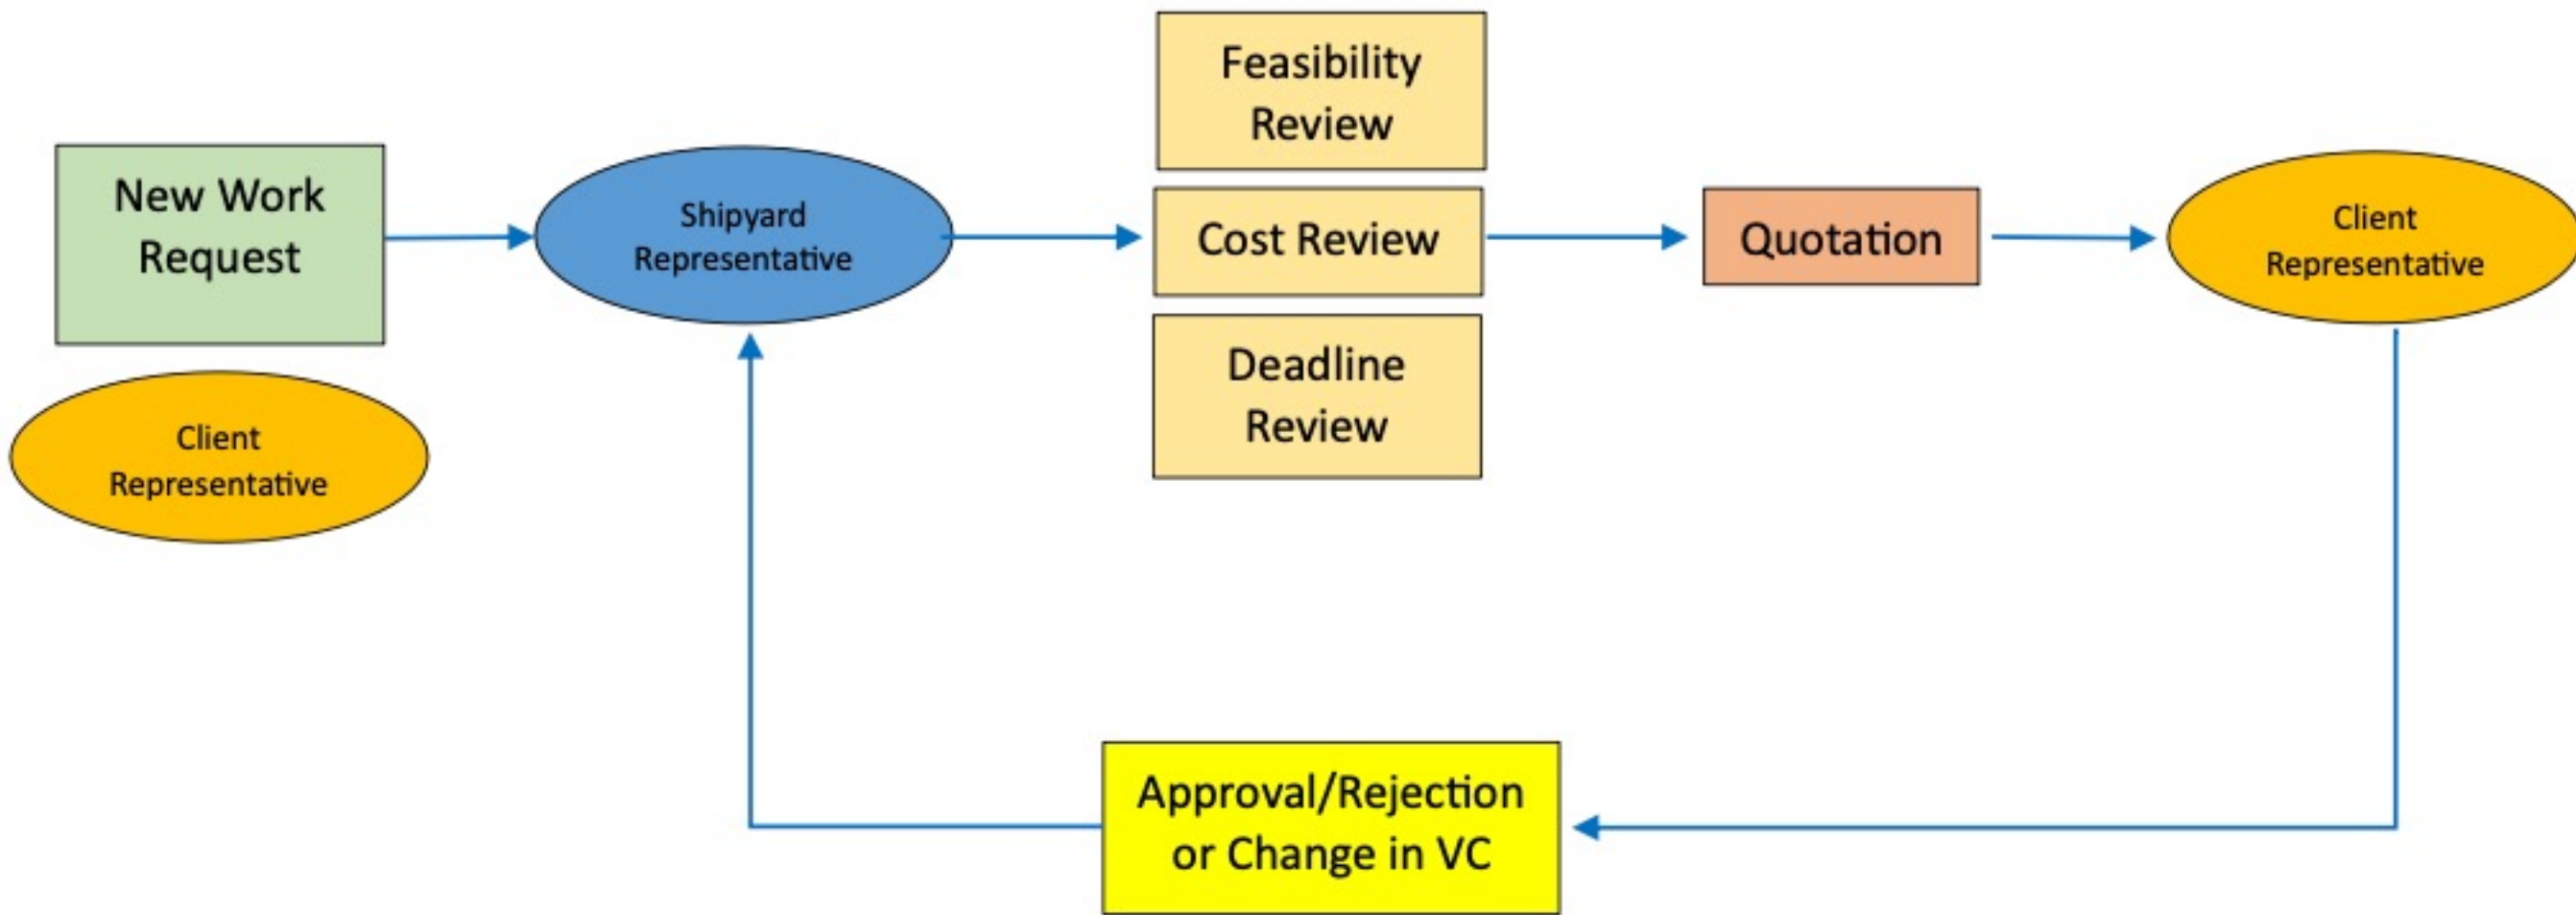 New Work
Request
Client
Representative
Shipyard
Representative
Feasibility
Review
Cost Review
Deadline
Review
Quotation
Client
Representative
Approval/Rejection
or Change in VC